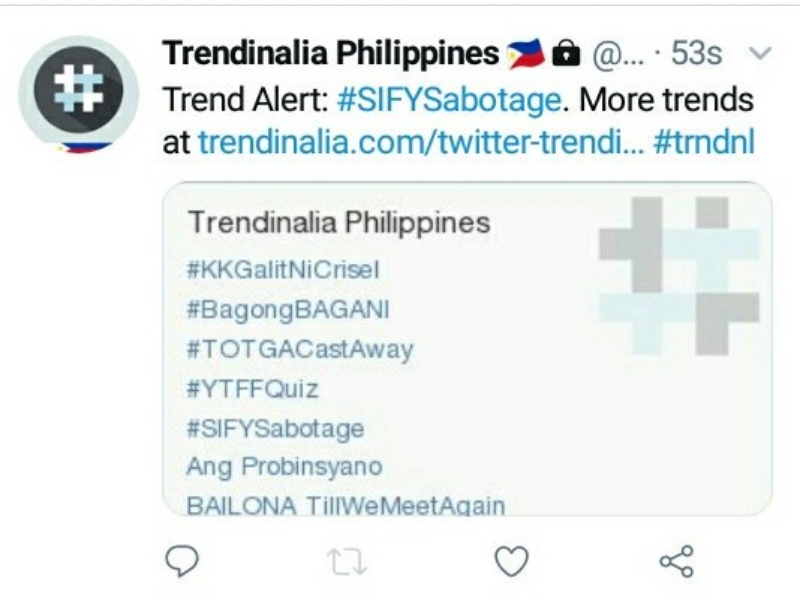 Trendinalia Philippines 🇵🇭 @... · 53s
Trend Alert: #SIFYSabotage. More trends
at trendinalia.com/twitter-trendi... #trndnl
Trendinalia Philippines
#KKGalitNiCrisel
#BagongBAGANI
#TOTGACastAway
#YTFFQuiz
#SIFYSabotage
Ang Probinsyano
BAILONA TillWeMeetAgain